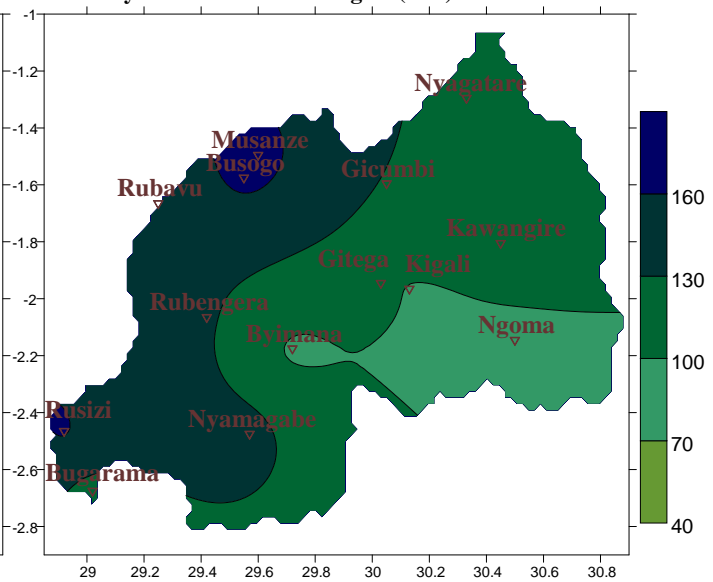 -1
-1.2
-1.4
-1.6
-1.8
-2
-2.2
-2.4
-2.6
-2.8
Nyagatare
Musanze
Busogo
Gicumbi
Rubavu
Kawangire
Gitega Kigali
Rubengera
Ngoma
Byimana
Rusizi
Nyamagabe
Bugarama
29 29.2 29.4 29.6 29.8 30 30.2 30.4 30.6 30.8
160
130
100
70
40